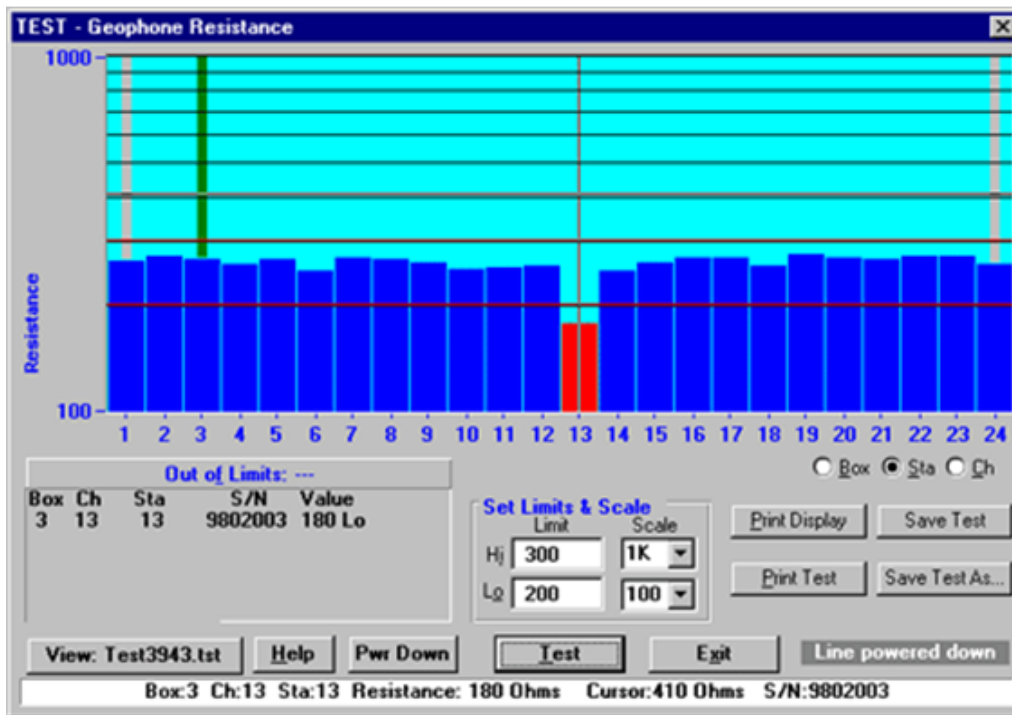 TEST - Geophone Resistance
1000
Resistance
100
1 2 3 4 5 6 7 8 9 10 11 12 13 14 15 16 17 18 19 20 21 22 23 24
Box Sta Ch
Out of Limits: ---
Box Ch Sta S/N Value
3 13 13 9802003 180 Lo
Set Limits & Scale
Limit Scale
Hi 300 1K
Lo 200 100
Print Display Save Test
Print Test Save Test As...
View: Test3943.tst Help Pwr Down Test Exit Line powered down
Box:3 Ch:13 Sta:13 Resistance: 180 Ohms Cursor:410 Ohms S/N:9802003